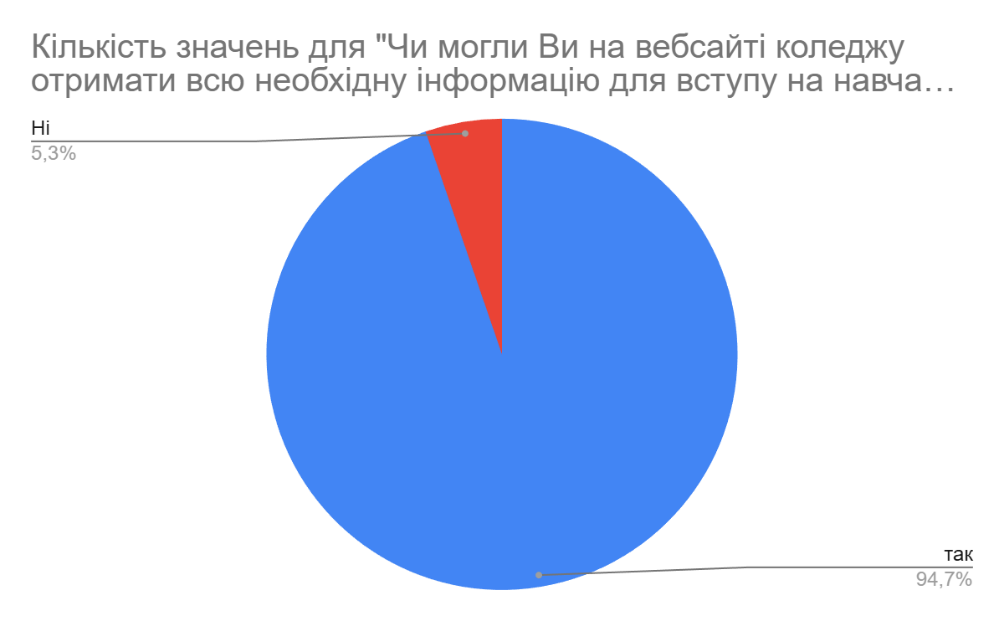 Кількість значень для "Чи могли Ви на вебсайті коледжу
отримати всю необхідну інформацію для вступу на навча…
Ні
5,3%
так
94,7%